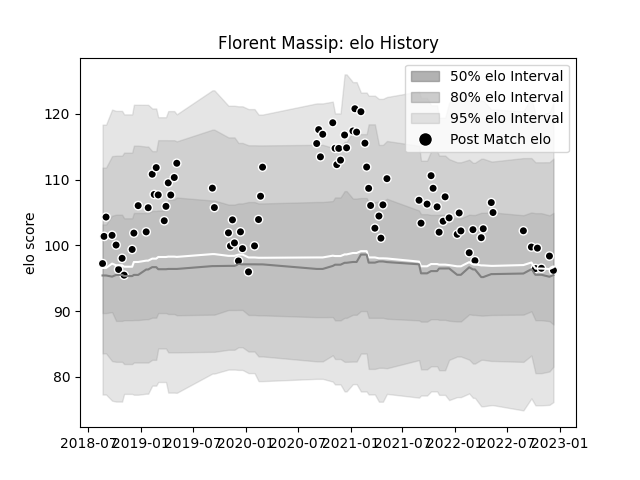 Florent Massip: elo History
50% elo Interval
80% elo Interval
95% elo Interval
Post Match elo
elo score
120
110
100
90
80
2018-07 2019-01 2019-07 2020-01 2020-07 2021-01 2021-07 2022-01 2022-07 2023-01